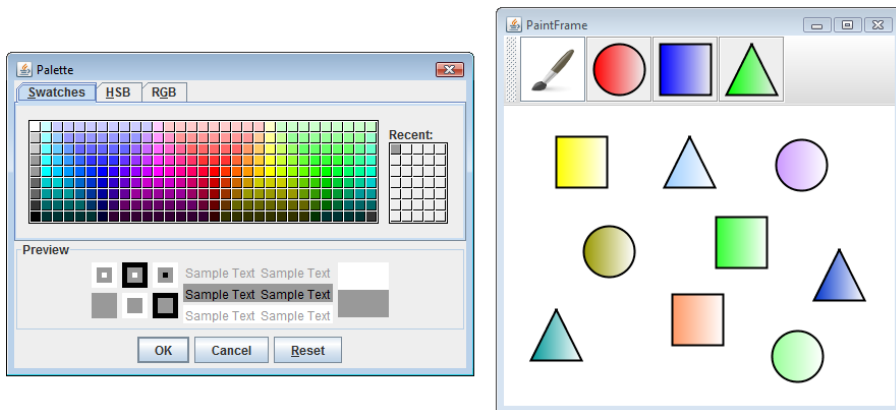 Palette
Swatches HSB RGB
Recent:
Preview
Sample Text Sample Text
Sample Text Sample Text
Sample Text Sample Text
OK Cancel Reset
PaintFrame